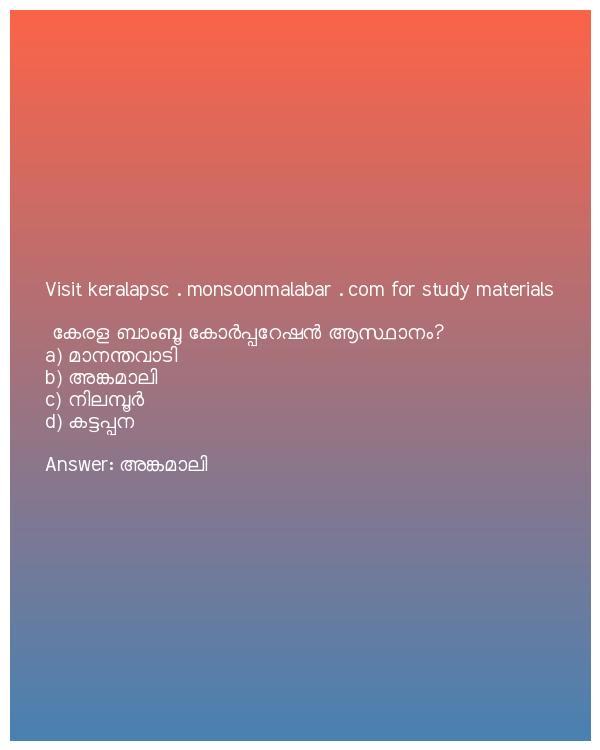 Visit keralapsc . monsoonmalabar . com for study materials
കേരള ബാംബൂ കോർപ്പറേഷൻ ആസ്ഥാനം?
a) മാനന്തവാടി
b) അങ്കമാലി
c) നിലമ്പൂർ
d) കട്ടപ്പന
Answer: അങ്കമാലി